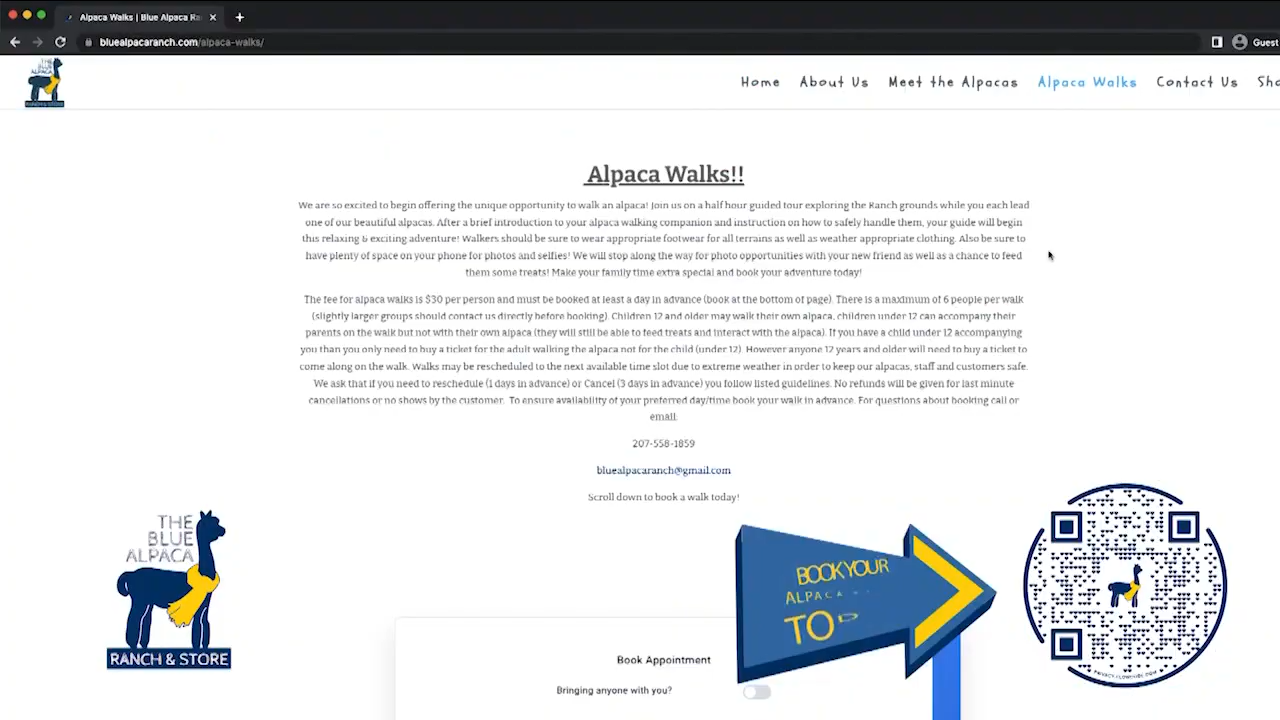 Alpaca Walks | Blue Alpaca Ra
bluealpacaranch.com/alpaca-walks/
Guest
THE
BLUE
ALPACA
RANCH & STORE
Home About Us Meet the Alpacas Alpaca Walks Contact Us Sho
Alpaca Walks!!
We are so excited to begin offering the unique opportunity to walk an alpaca! Join us on a half hour guided tour exploring the Ranch grounds while you each lead
one of our beautiful alpacas. After a brief introduction to your alpaca walking companion and instruction on how to safely handle them, your guide will begin
this relaxing & exciting adventure! Walkers should be sure to wear appropriate footwear for all terrains as well as weather appropriate clothing. Also be sure to
have plenty of space on your phone for photos and selfies! We will stop along the way for photo opportunities with your new friend as well as a chance to feed
them some treats! Make your family time extra special and book your adventure today!
The fee for alpaca walks is $30 per person and must be booked at least a day in advance (book at the bottom of page). There is a maximum of 6 people per walk
(slightly larger groups should contact us directly before booking). Children 12 and older may walk their own alpaca, children under 12 can accompany their
parents on the walk but not with their own alpaca (they will still be able to feed treats and interact with the alpaca). If you have a child under 12 accompanying
you than you only need to buy a ticket for the adult walking the alpaca not for the child (under 12). However anyone 12 years and older will need to buy a ticket to
come along on the walk. Walks may be rescheduled to the next available time slot due to extreme weather in order to keep our alpacas, staff and customers safe.
We ask that if you need to reschedule (1 days in advance) or Cancel (3 days in advance) you follow listed guidelines. No refunds will be given for last minute
cancellations or no shows by the customer. To ensure availability of your preferred day/time book your walk in advance. For questions about booking call or
email.
207-558-1859
bluealpacaranch@gmail.com
Scroll down to book a walk today!
THE
BLUE
ALPACA
RANCH & STORE
BOOK YOUR
ALPACA
TOD
Book Appointment
Bringing anyone with you?